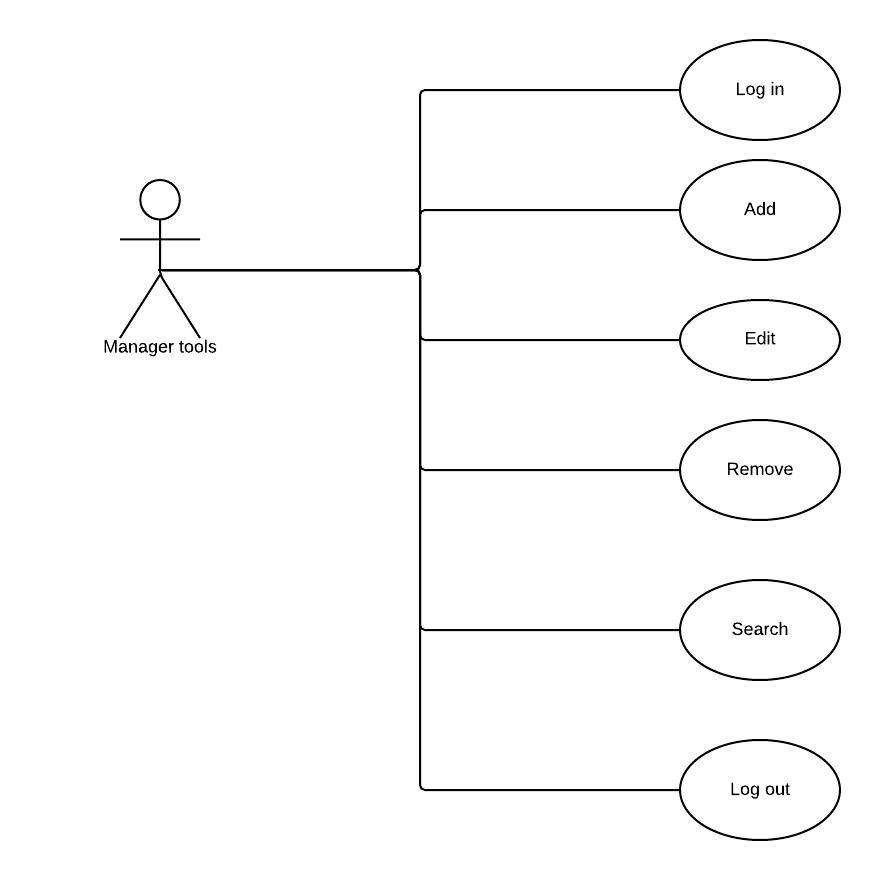 Log in
Add
Manager tools
Edit
Remove
Search
Log out